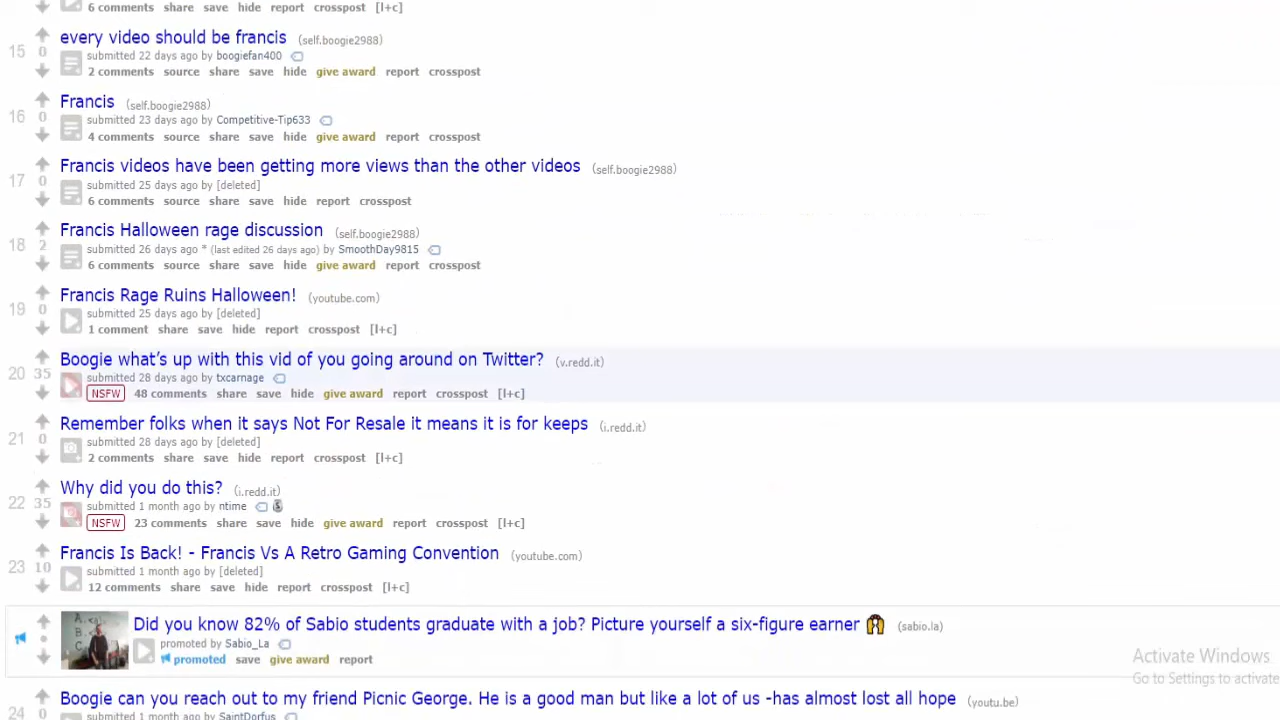 6 comments share save hide report crosspost [l+c]
15 0 every video should be francis (self.boogie2988)
submitted 22 days ago by boogiefan400
2 comments source share save hide give award report crosspost
16 0 Francis (self.boogie2988)
submitted 23 days ago by Competitive-Tip633
4 comments source share save hide give award report crosspost
17 0 Francis videos have been getting more views than the other videos (self.boogie2988)
submitted 25 days ago by [deleted]
6 comments source share save hide report crosspost
18 2 Francis Halloween rage discussion (self.boogie2988)
submitted 26 days ago * (last edited 26 days ago) by SmoothDay9815
6 comments source share save hide give award report crosspost
19 0 Francis Rage Ruins Halloween! (youtube.com)
submitted 25 days ago by [deleted]
1 comment share save hide report crosspost [l+c]
20 35 Boogie what’s up with this vid of you going around on Twitter? (v.redd.it)
submitted 28 days ago by txcarnage
NSFW 48 comments share save hide give award report crosspost [l+c]
21 0 Remember folks when it says Not For Resale it means it is for keeps (i.redd.it)
submitted 28 days ago by [deleted]
2 comments share save hide report crosspost [l+c]
22 35 Why did you do this? (i.redd.it)
submitted 1 month ago by ntime
NSFW 23 comments share save hide give award report crosspost [l+c]
23 10 Francis Is Back! - Francis Vs A Retro Gaming Convention (youtube.com)
submitted 1 month ago by [deleted]
12 comments share save hide report crosspost [l+c]
Did you know 82% of Sabio students graduate with a job? Picture yourself a six-figure earner 🙌 (sabio.la)
promoted by Sabio_La
promoted save give award report
Activate Windows
Go to Settings to activate
24 0 Boogie can you reach out to my friend Picnic George. He is a good man but like a lot of us -has almost lost all hope (youtu.be)
submitted 1 month ago by SaintDorfus